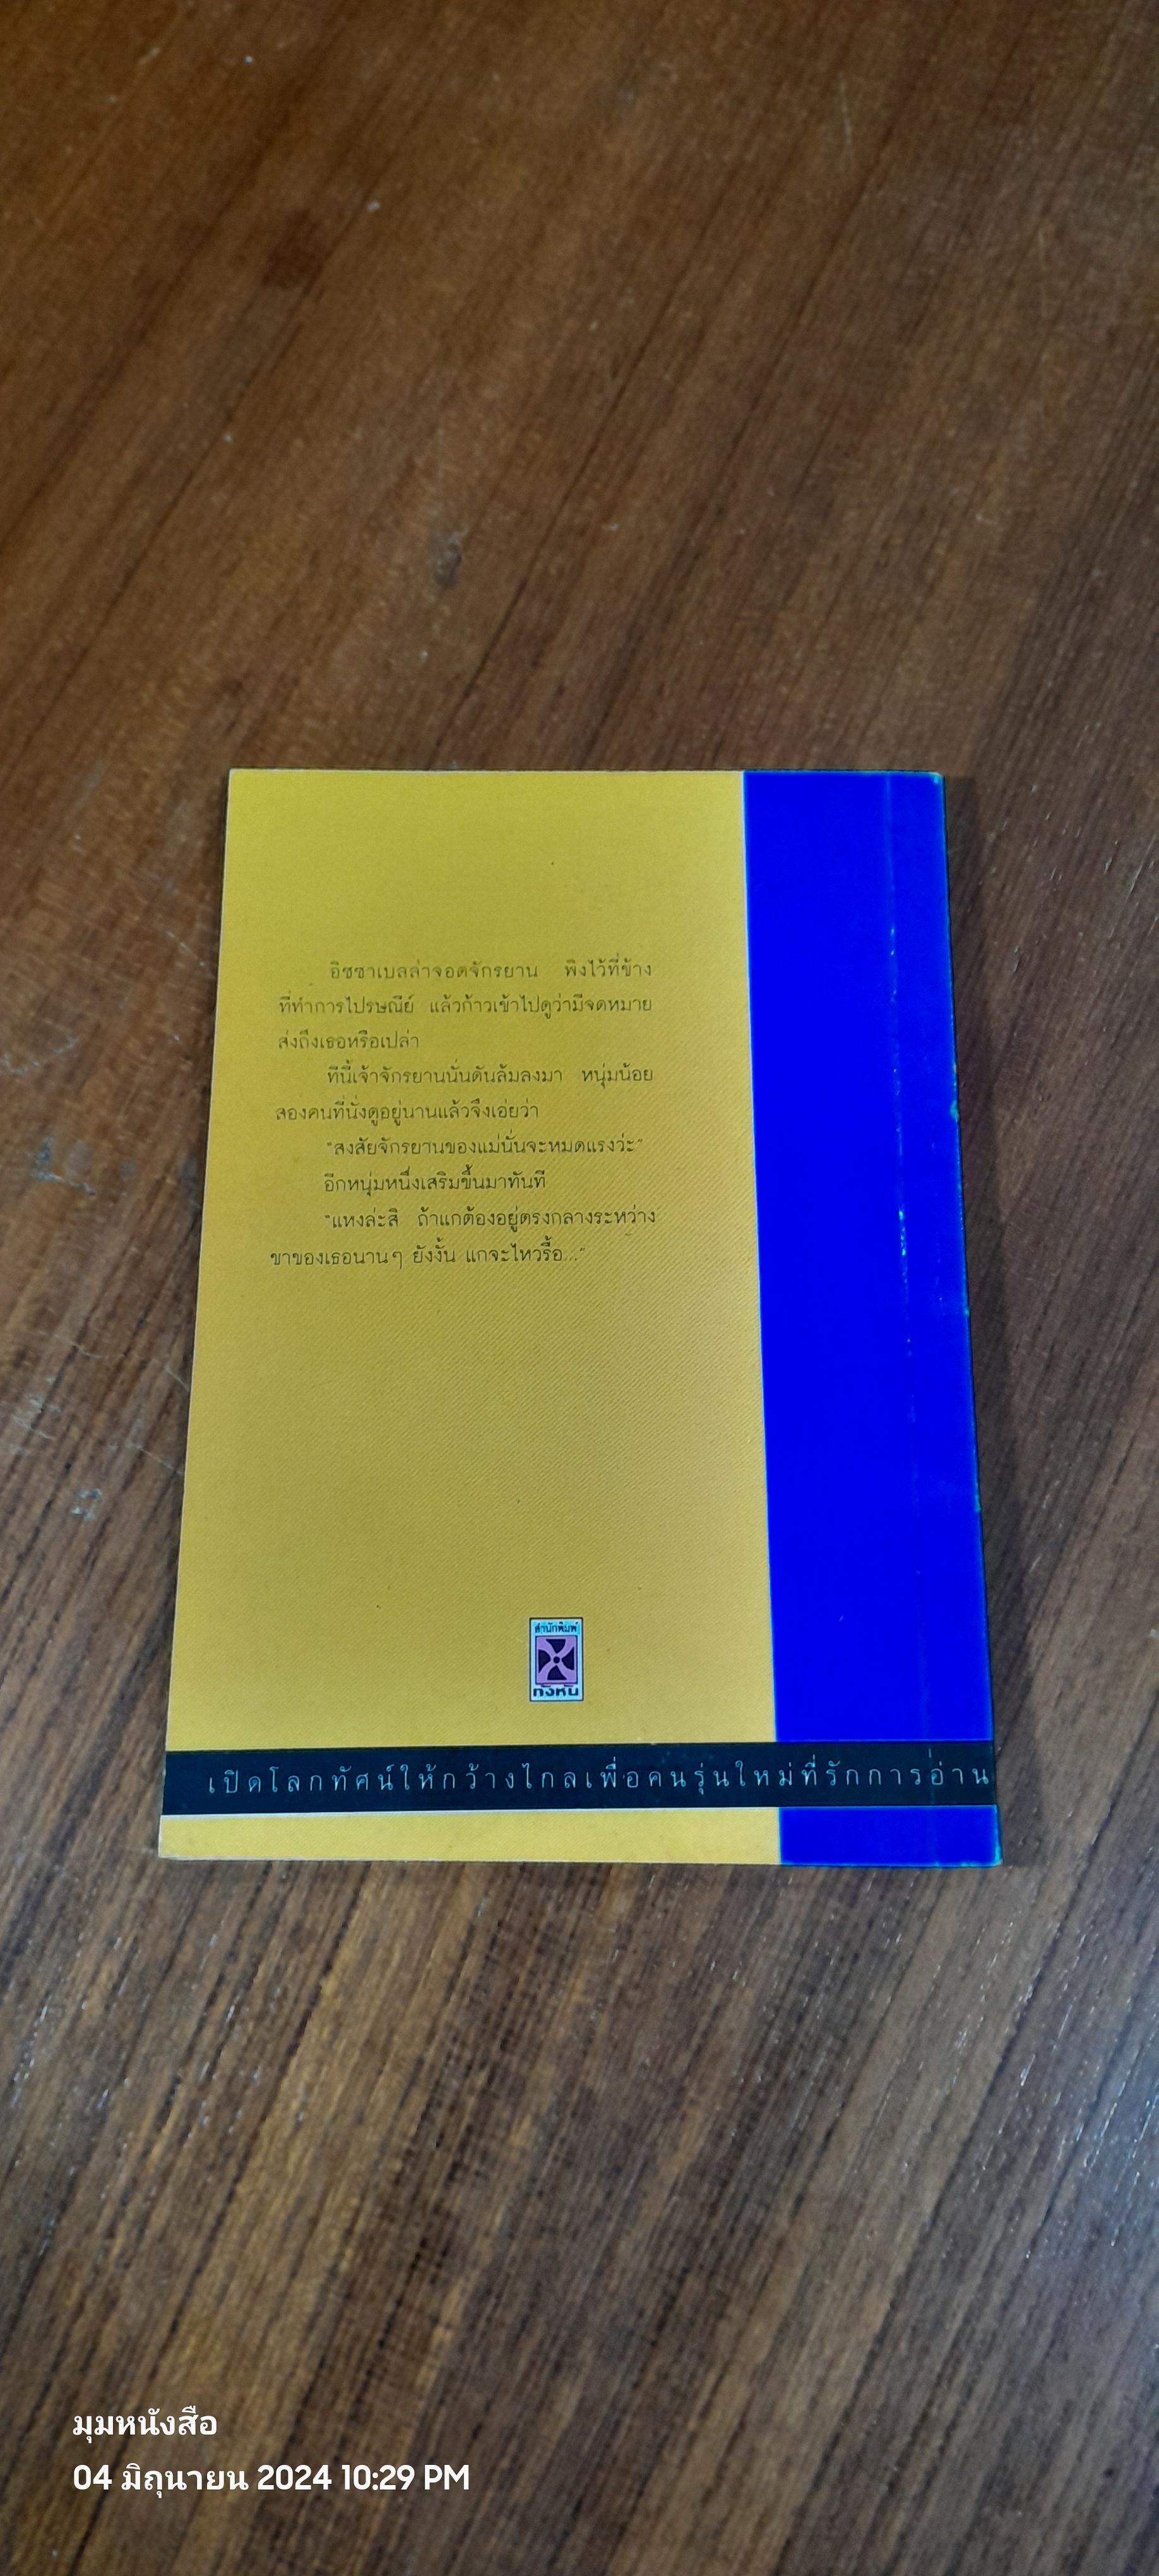 อิซซาเบลล่าจอดจักรยาน พิงไว้ที่ข้าง
ที่ทำการไปรษณีย์ แล้วก้าวเข้าไปดูว่ามีจดหมาย
ส่งถึงเธอหรือเปล่า
ทีนี้เจ้าจักรยานนั่นดันล้มลงมา หนุ่มน้อย
สองคนที่นั่งดูอยู่นานแล้วจึงเอ่ยว่า
"สงสัยจักรยานของแม่นั่นจะหมดแรงว่ะ"
อีกหนุ่มหนึ่งเสริมขึ้นมาทันที
"แหงล่ะสิ ถ้าแกต้องอยู่ตรงกลางระหว่าง
ขาของเธอนานๆ ยังงั้น แกจะไหวรึ้อ..."
สำนักพิมพ์
กังหัน
เปิดโลกทัศน์ให้กว้างไกลเพื่อคนรุ่นใหม่ที่รักการอ่าน
มุมหนังสือ
04 มิถุนายน 2024 10:29 PM